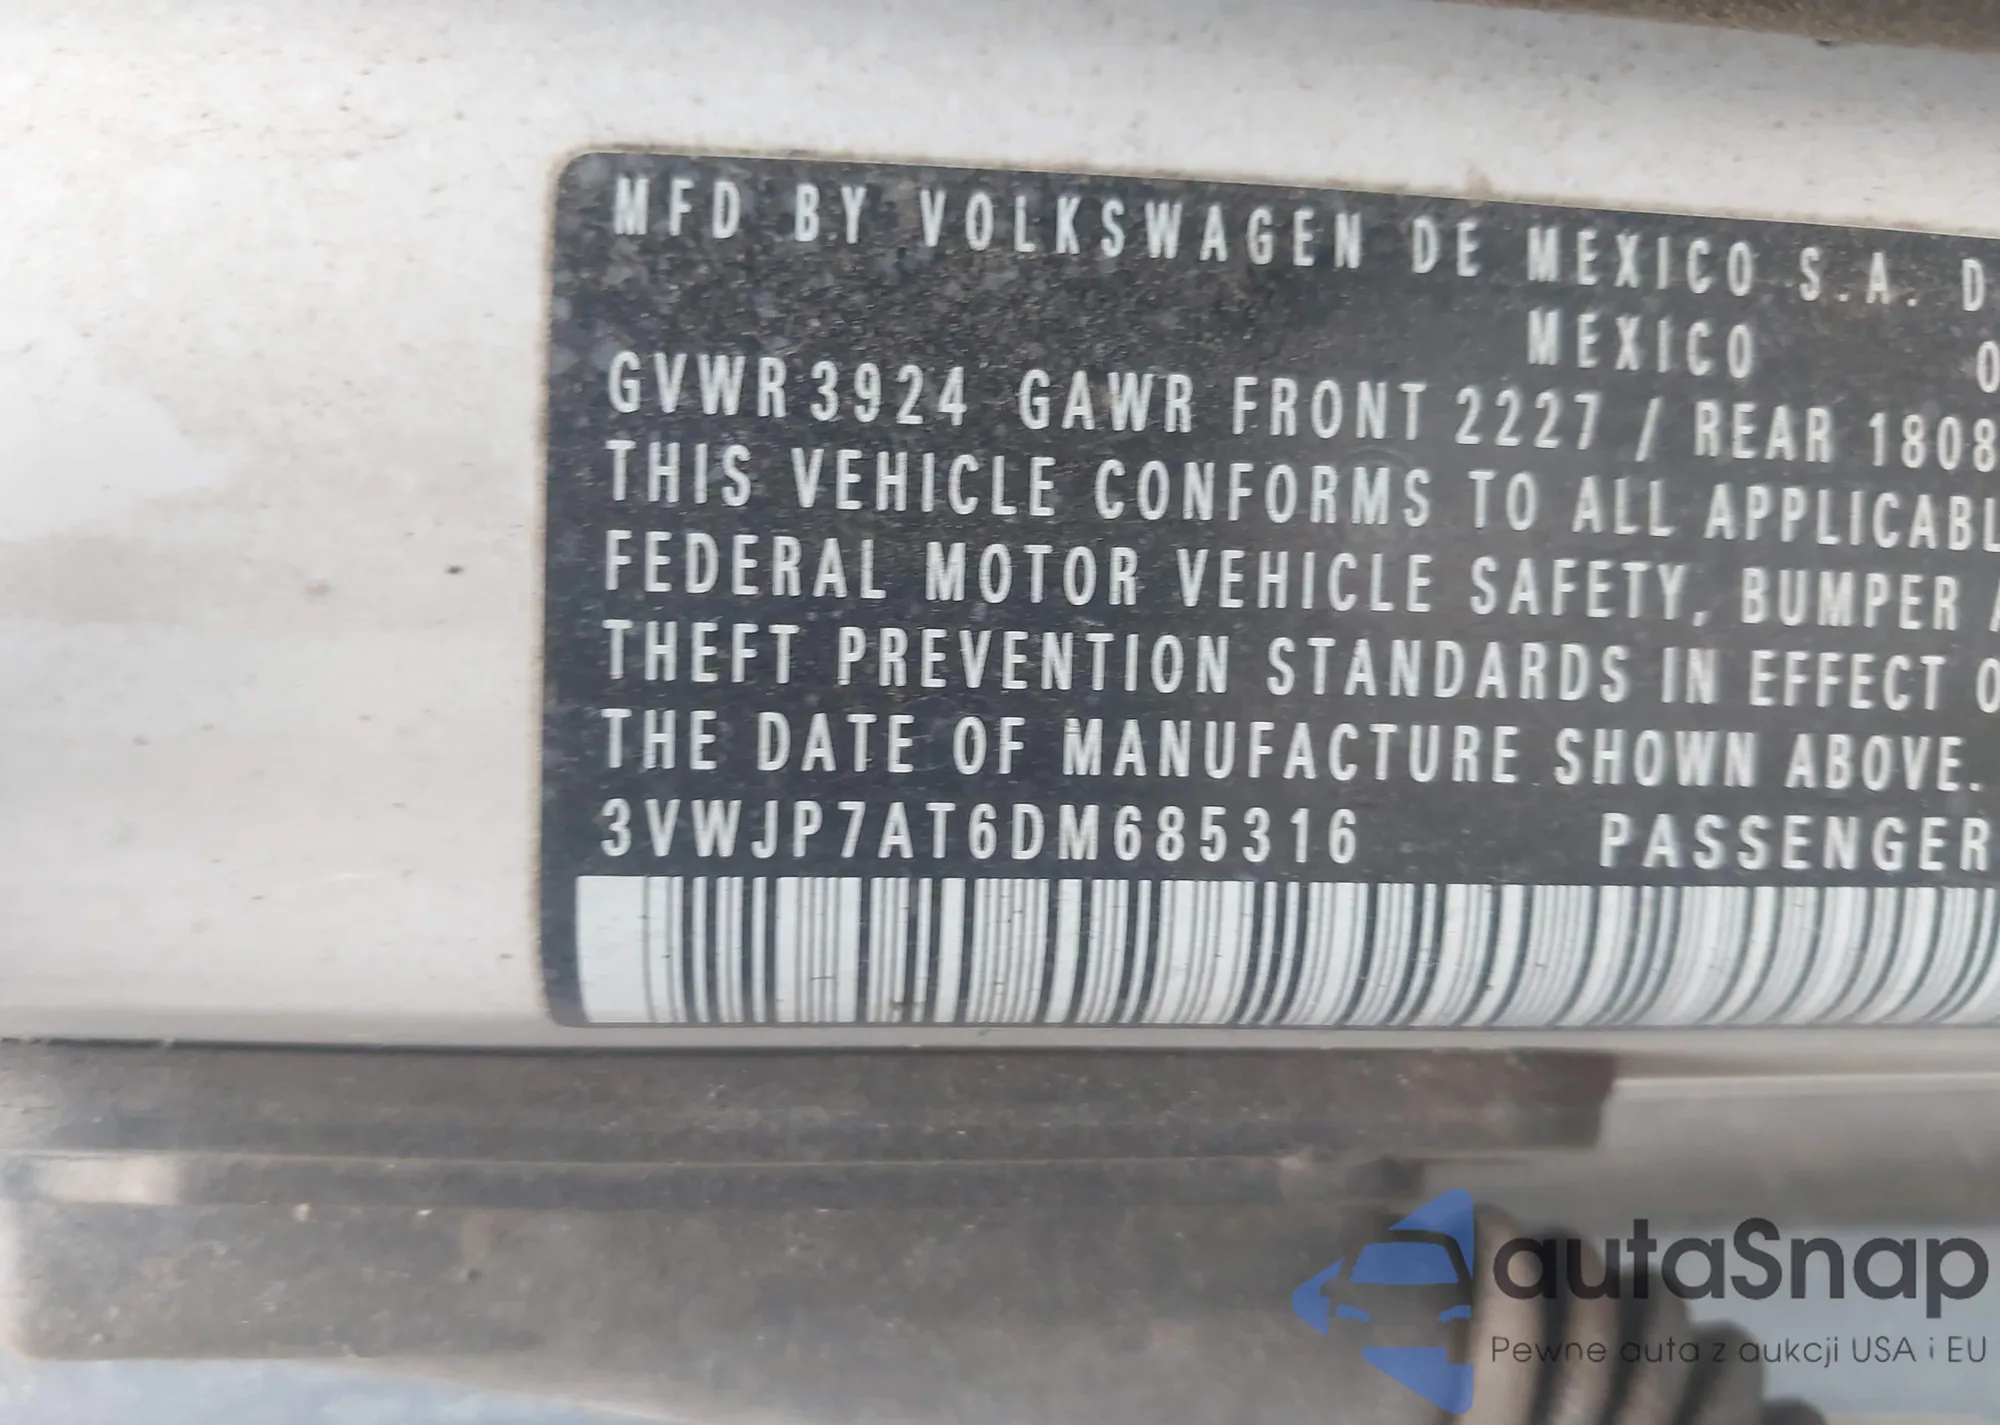 MFD BY VOLKSWAGEN DE MEXICO S.A. D
MEXICO 0
GVWR 3924 GAWR FRONT 2227 / REAR 1808
THIS VEHICLE CONFORMS TO ALL APPLICABL
FEDERAL MOTOR VEHICLE SAFETY, BUMPER A
THEFT PREVENTION STANDARDS IN EFFECT O
THE DATE OF MANUFACTURE SHOWN ABOVE.
3VWJP7AT6DM685316 PASSENGER
autaSnap
Pewne auta z aukcji USA i EU